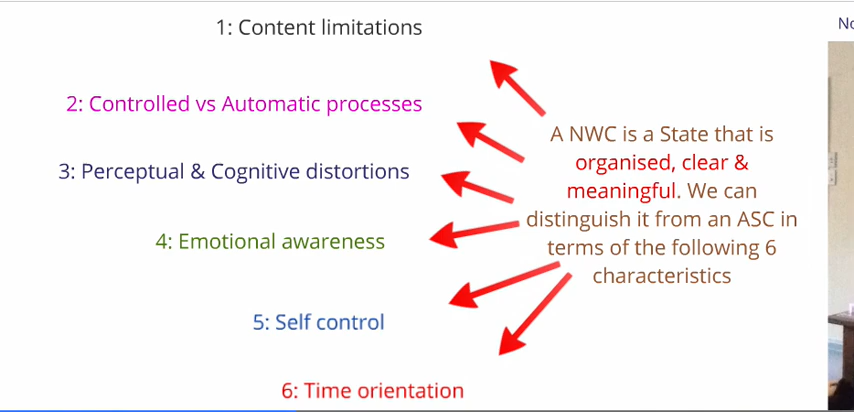 1: Content limitations
2: Controlled vs Automatic processes
3: Perceptual & Cognitive distortions
4: Emotional awareness
5: Self control
6: Time orientation
A NWC is a State that is
organised, clear &
meaningful. We can
distinguish it from an ASC in
terms of the following 6
characteristics